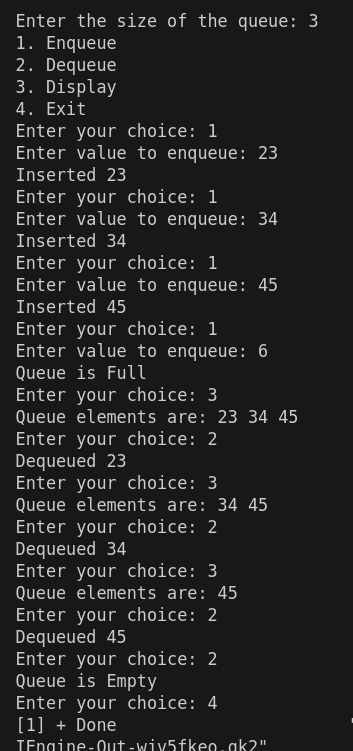 Enter the size of the queue: 3
1. Enqueue
2. Dequeue
3. Display
4. Exit
Enter your choice: 1
Enter value to enqueue: 23
Inserted 23
Enter your choice: 1
Enter value to enqueue: 34
Inserted 34
Enter your choice: 1
Enter value to enqueue: 45
Inserted 45
Enter your choice: 1
Enter value to enqueue: 6
Queue is Full
Enter your choice: 3
Queue elements are: 23 34 45
Enter your choice: 2
Dequeued 23
Enter your choice: 3
Queue elements are: 34 45
Enter your choice: 2
Dequeued 34
Enter your choice: 3
Queue elements are: 45
Enter your choice: 2
Dequeued 45
Enter your choice: 2
Queue is Empty
Enter your choice: 4
[1] + Done